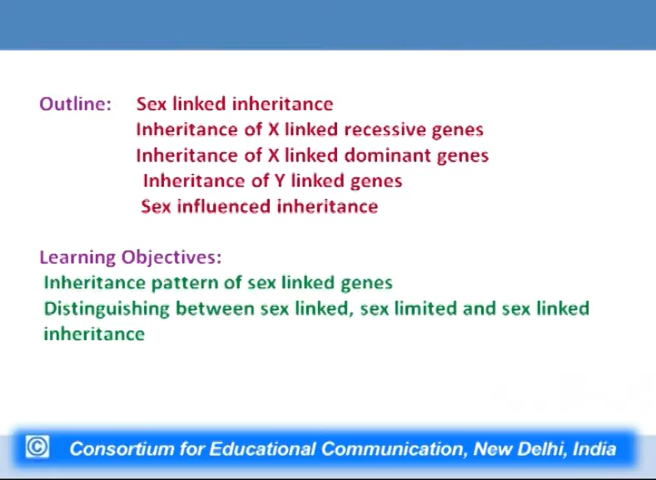 Outline: Sex linked inheritance
Inheritance of X linked recessive genes
Inheritance of X linked dominant genes
Inheritance of Y linked genes
Sex influenced inheritance
Learning Objectives:
Inheritance pattern of sex linked genes
Distinguishing between sex linked, sex limited and sex linked
inheritance
© Consortium for Educational Communication, New Delhi, India